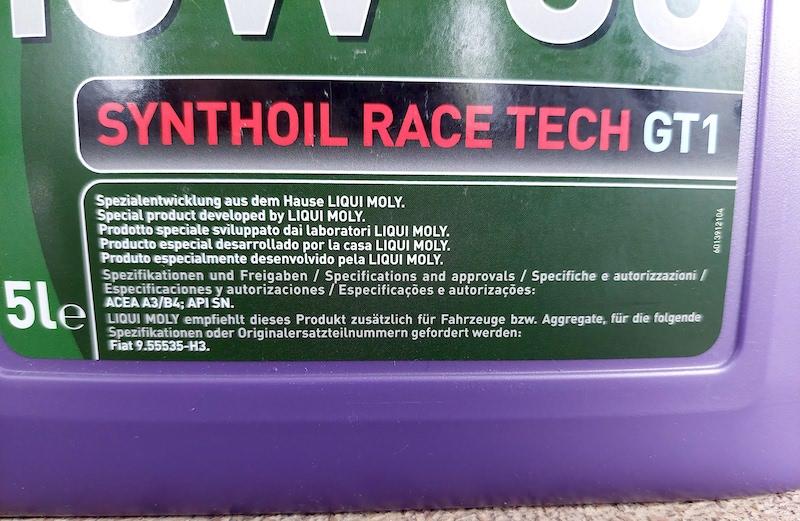 10W-60
SYNTHOIL RACE TECH GT1
Spezialentwicklung aus dem Hause LIQUI MOLY.
Special product developed by LIQUI MOLY.
Prodotto speciale sviluppato dai laboratori LIQUI MOLY.
Producto especial desarrollado por la casa LIQUI MOLY.
Produto especialmente desenvolvido pela LIQUI MOLY.
Spezifikationen und Freigaben / Specifications and approvals / Specifiche e autorizzazioni /
Especificaciones y autorizaciones / Especificações e autorizações:
ACEA A3/B4; API SN.
LIQUI MOLY empfiehlt dieses Produkt zusätzlich für Fahrzeuge bzw. Aggregate, für die folgende
Spezifikationen oder Originalersatzteilnummern gefordert werden:
Fiat 9.55535-H3.
5l e
6013912104